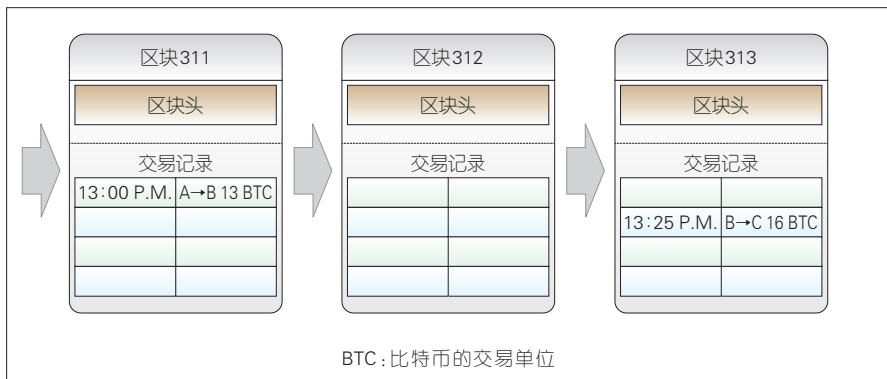 区块311
区块头
交易记录
13:00 P.M. A→B 13 BTC
区块312
区块头
交易记录
区块313
区块头
交易记录
13:25 P.M. B→C 16 BTC
BTC:比特币的交易单位